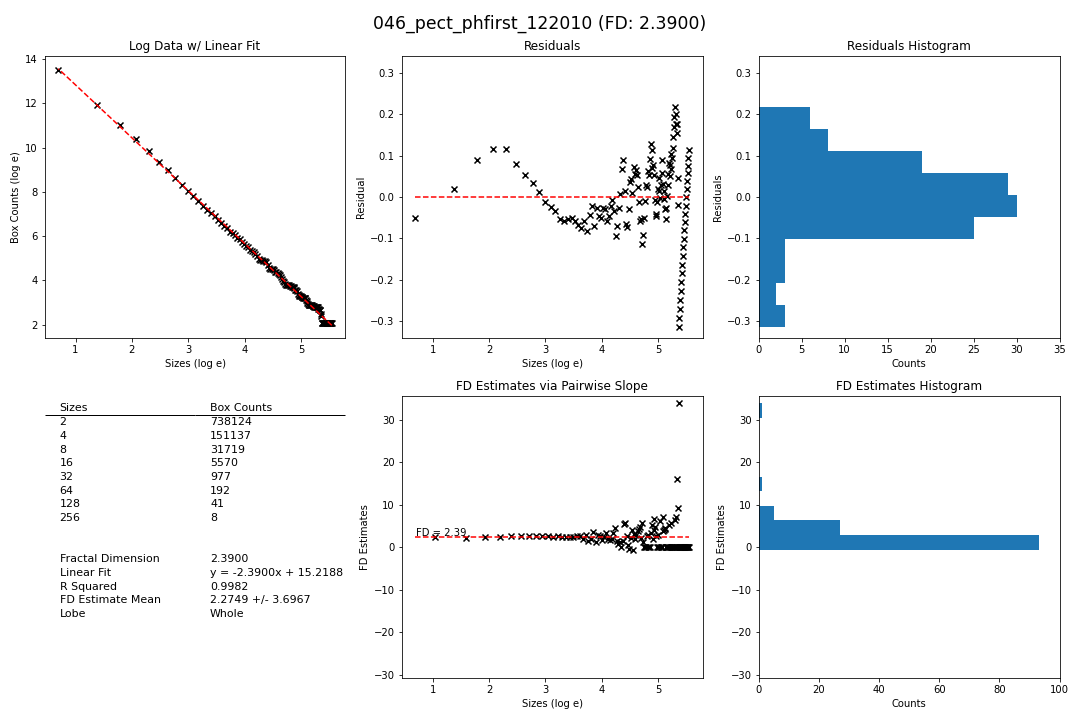 046_pect_phfirst_122010 (FD: 2.3900)
Log Data w/ Linear Fit
14
12
10
8
6
4
2
1 2 3 4 5
Box Counts (log e)
Sizes (log e)
Residuals
0.3
0.2
0.1
0.0
−0.1
−0.2
−0.3
1 2 3 4 5
Residual
Sizes (log e)
Residuals Histogram
0.3
0.2
0.1
0.0
−0.1
−0.2
−0.3
0 5 10 15 20 25 30 35
Residuals
Counts
Sizes Box Counts
2 738124
4 151137
8 31719
16 5570
32 977
64 192
128 41
256 8
Fractal Dimension 2.3900
Linear Fit y = -2.3900x + 15.2188
R Squared 0.9982
FD Estimate Mean 2.2749 +/- 3.6967
Lobe Whole
FD Estimates via Pairwise Slope
30
20
10
0
−10
−20
−30
FD = 2.39
1 2 3 4 5
FD Estimates
Sizes (log e)
FD Estimates Histogram
30
20
10
0
−10
−20
−30
0 20 40 60 80 100
FD Estimates
Counts